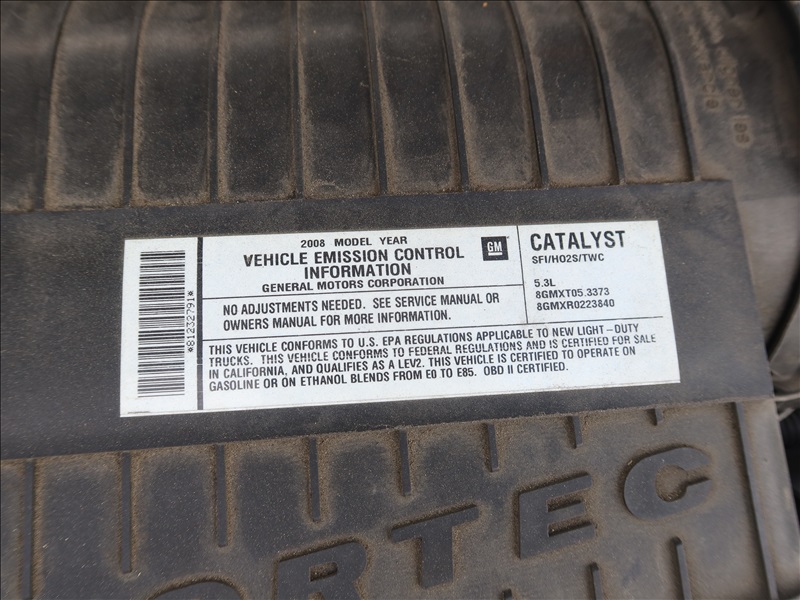 2008 MODEL YEAR
VEHICLE EMISSION CONTROL
INFORMATION
GENERAL MOTORS CORPORATION
GM
NO ADJUSTMENTS NEEDED. SEE SERVICE MANUAL OR
OWNERS MANUAL FOR MORE INFORMATION.
CATALYST
SFI/HO2S/TWC
5.3L
8GMXT05.3373
8GMXR0223840
THIS VEHICLE CONFORMS TO U.S. EPA REGULATIONS APPLICABLE TO NEW LIGHT-DUTY
TRUCKS. THIS VEHICLE CONFORMS TO FEDERAL REGULATIONS AND IS CERTIFIED FOR SALE
IN CALIFORNIA, AND QUALIFIES AS A LEV2. THIS VEHICLE IS CERTIFIED TO OPERATE ON
GASOLINE OR ON ETHANOL BLENDS FROM E0 TO E85. OBD II CERTIFIED.
*81232791*
ORTEC